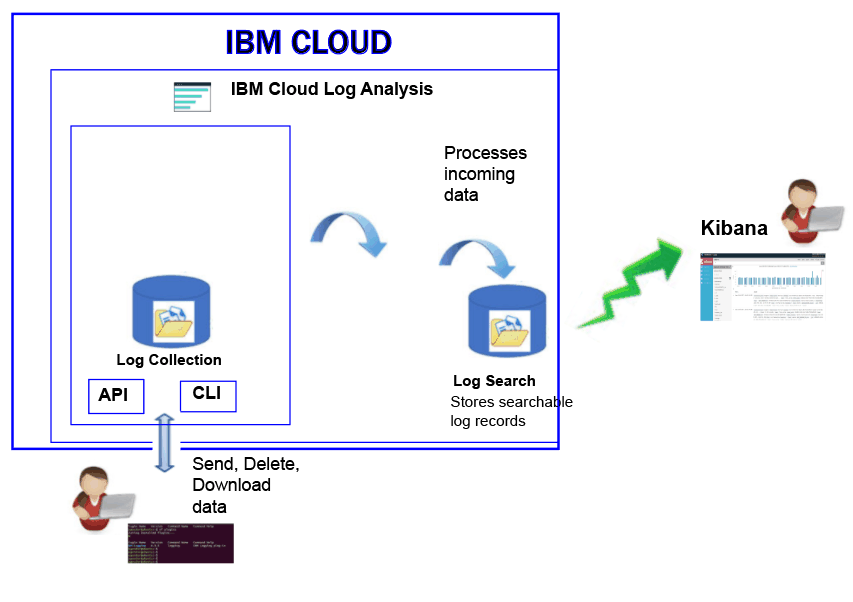 IBM CLOUD
IBM Cloud Log Analysis
Processes
incoming
data
Kibana
Log Collection
API
CLI
Log Search
Stores searchable
log records
Send, Delete,
Download
data